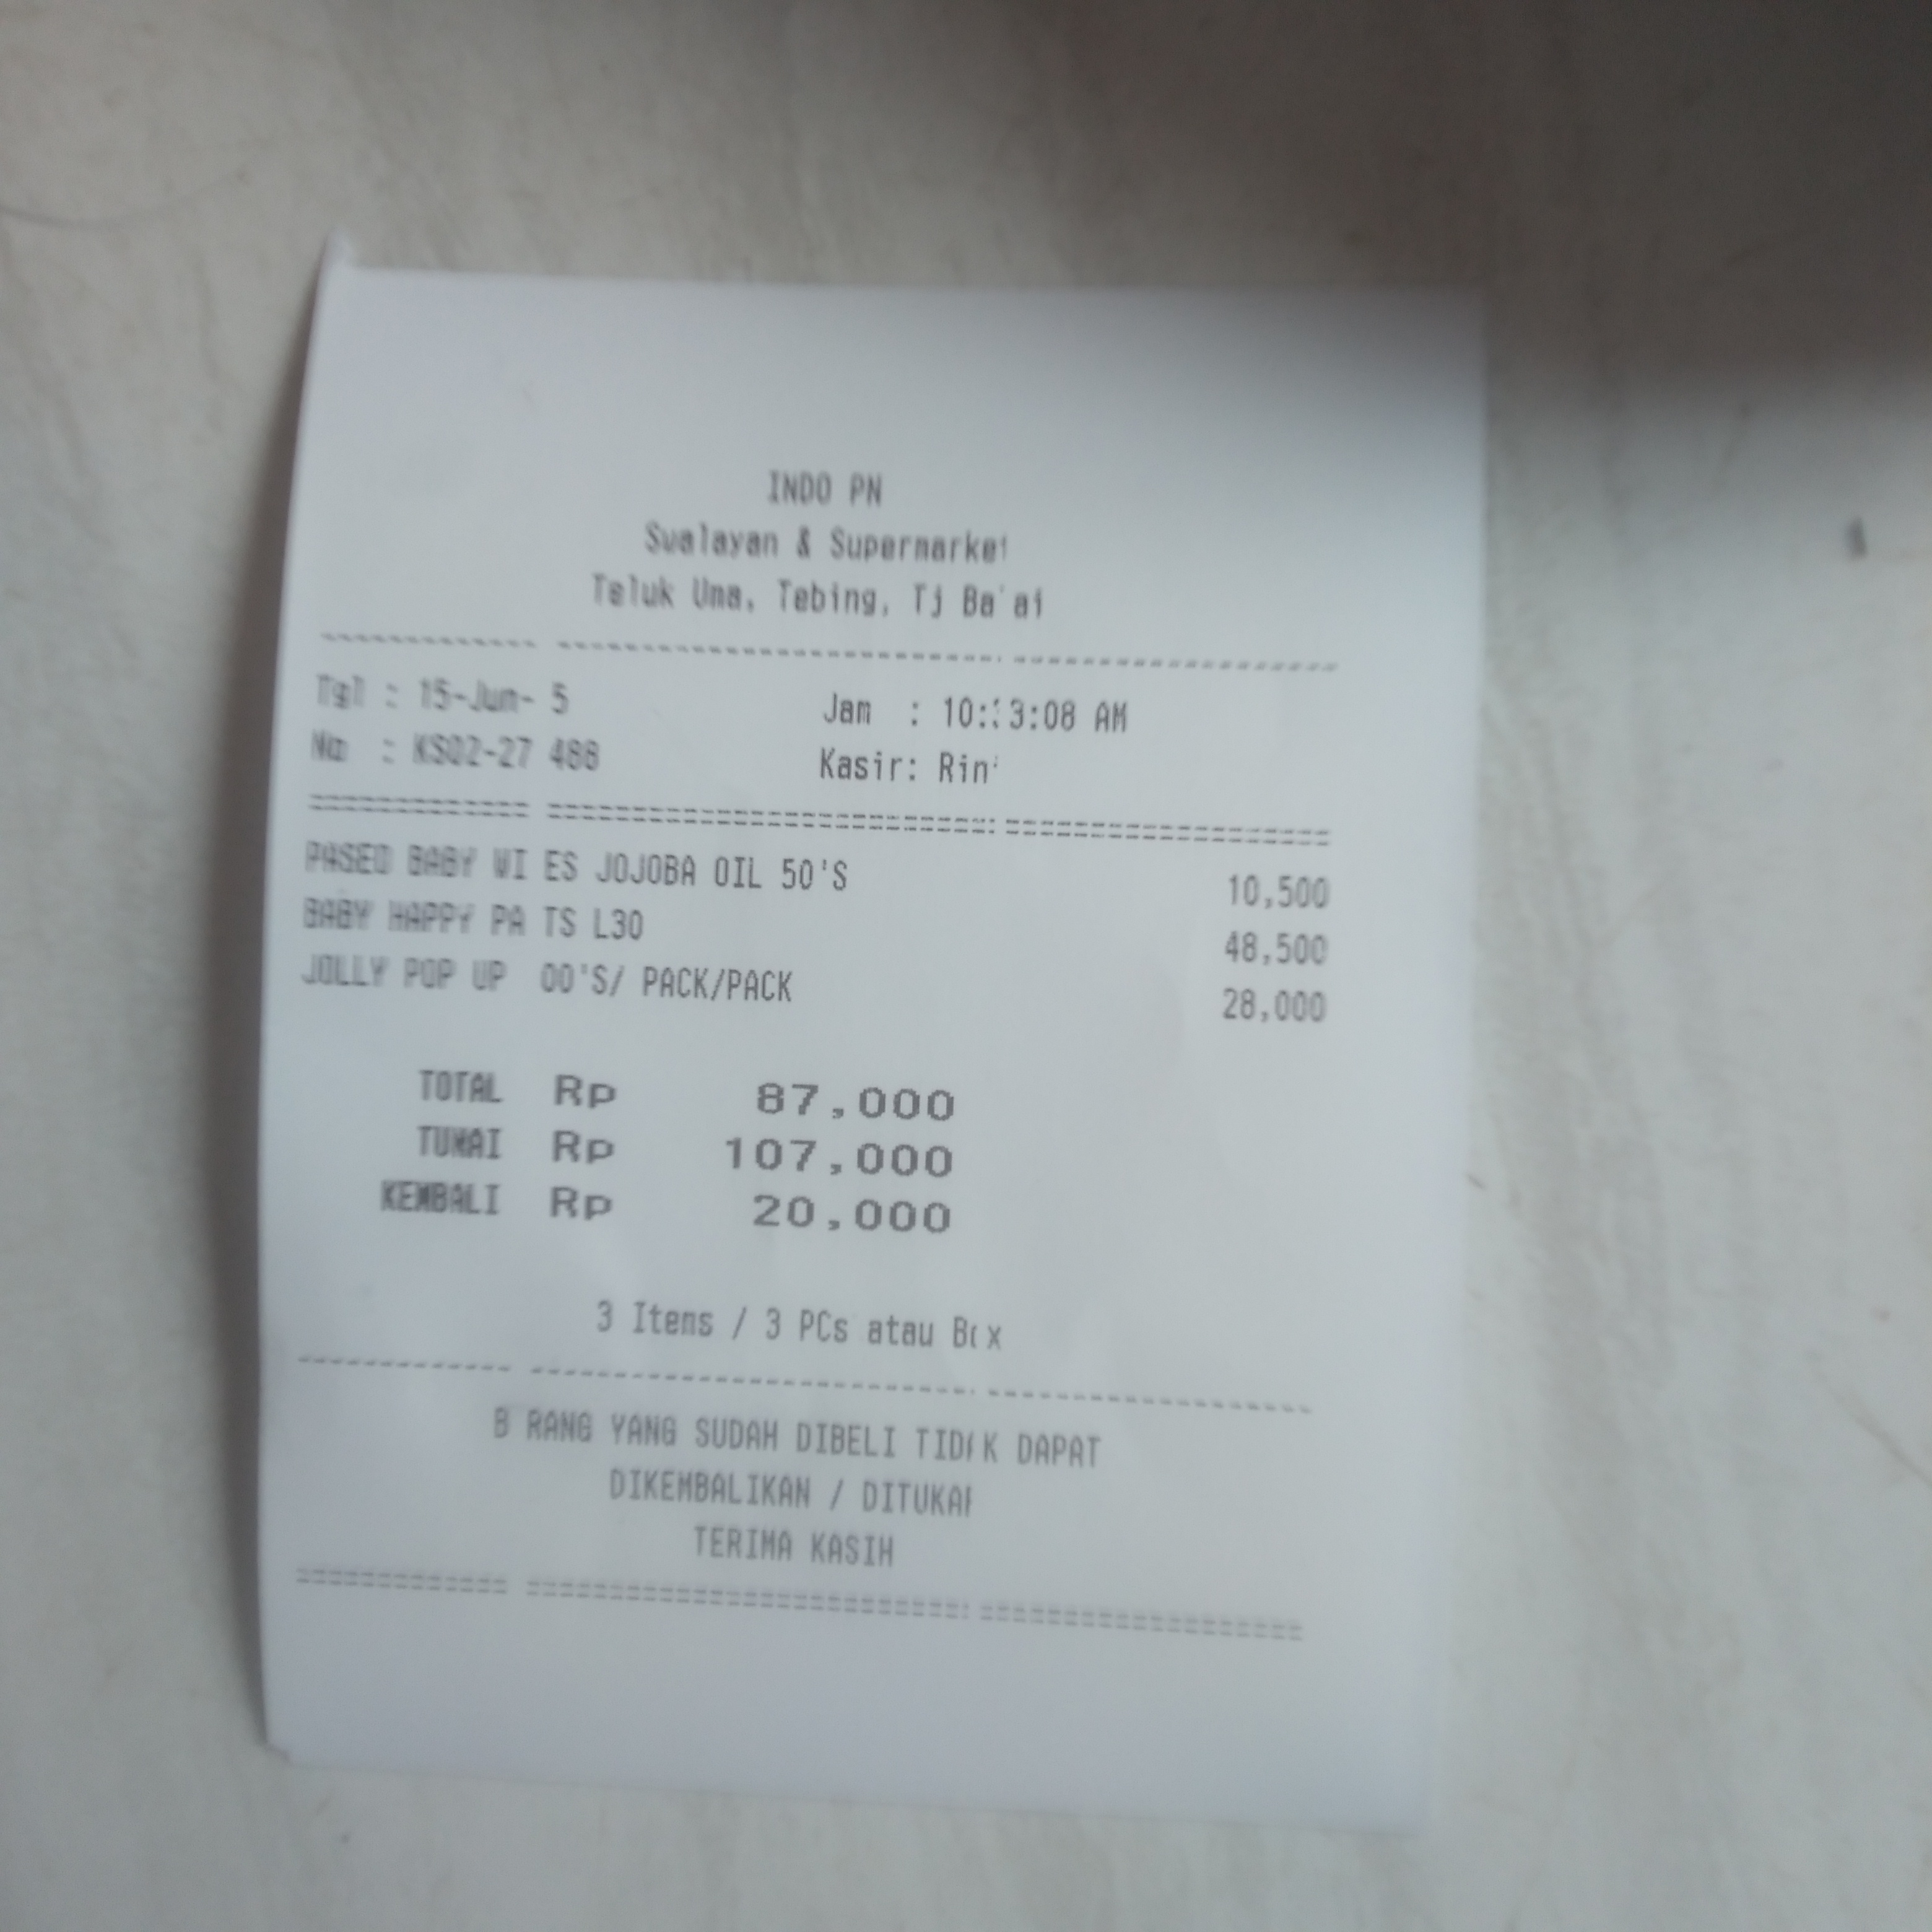 INDO PN
Swalayan & Supermarket
Teluk Uma, Tebing, Tj Ba ai
Tgl : 15-Jun- 5 Jam : 10: 3:08 AM
No : KS02-27 488 Kasir: Rini
PASEO BABY WI ES JOJOBA OIL 50'S 10,500
BABY HAPPY PA TS L30 48,500
JOLLY POP UP 00'S/ PACK/PACK 28,000
TOTAL Rp 87,000
TUNAI Rp 107,000
KEMBALI Rp 20,000
3 Items / 3 PCs atau Box
B RANG YANG SUDAH DIBELI TIDAK DAPAT
DIKEMBALIKAN / DITUKAR
TERIMA KASIH